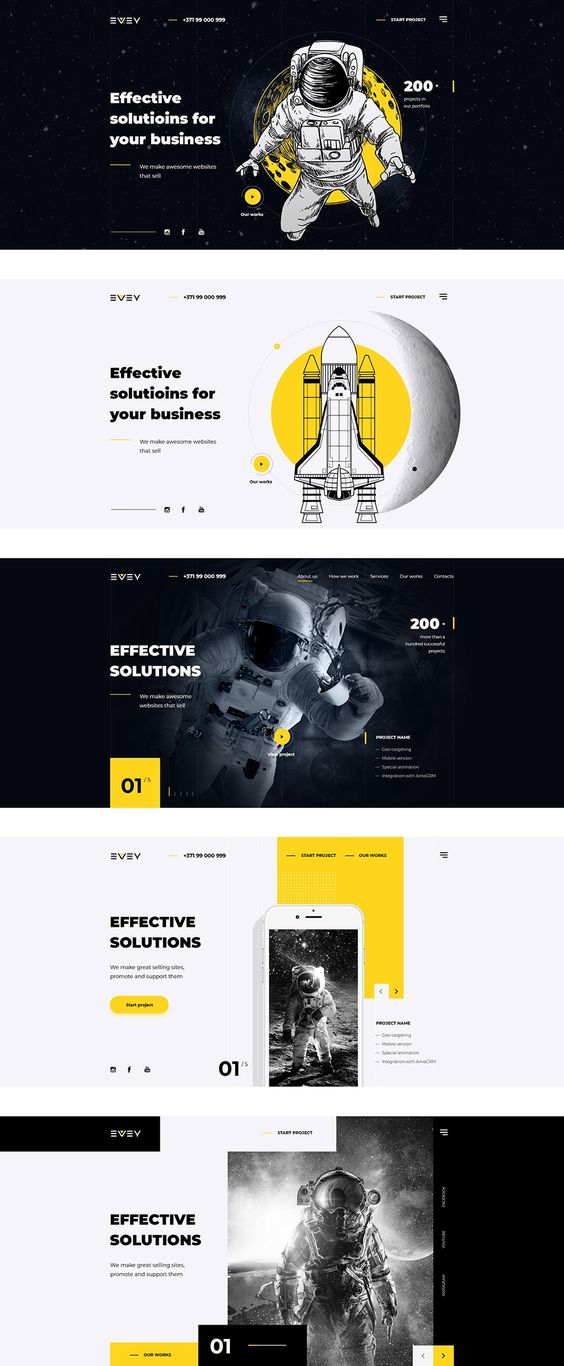 EVEY
+371 99 000 999
START PROJECT
Effective
solutioins for
your business
200
projects in
our portfolio
We make awesome websites
that sell
Our works
EVEY
+371 99 000 999
START PROJECT
Effective
solutioins for
your business
We make awesome websites
that sell
Our works
EVEY
+371 99 000 999
About us How we work Services Our works Contacts
200
more than a
hundred successful
projects
EFFECTIVE
SOLUTIONS
We make awesome
websites that sell
View project
PROJECT NAME
— Geo-targeting
— Mobile version
— Special animation
— Integration with AmoCRM
01 / 5
EVEY
+371 99 000 999
START PROJECT
OUR WORKS
EFFECTIVE
SOLUTIONS
We make great selling sites,
promote and support them
Start project
PROJECT NAME
— Geo-targeting
— Mobile version
— Special animation
— Integration with AmoCRM
01 / 5
EVEY
START PROJECT
FACEBOOK
YOUTUBE
INSTAGRAM
EFFECTIVE
SOLUTIONS
We make great selling sites,
promote and support them
OUR WORKS
01